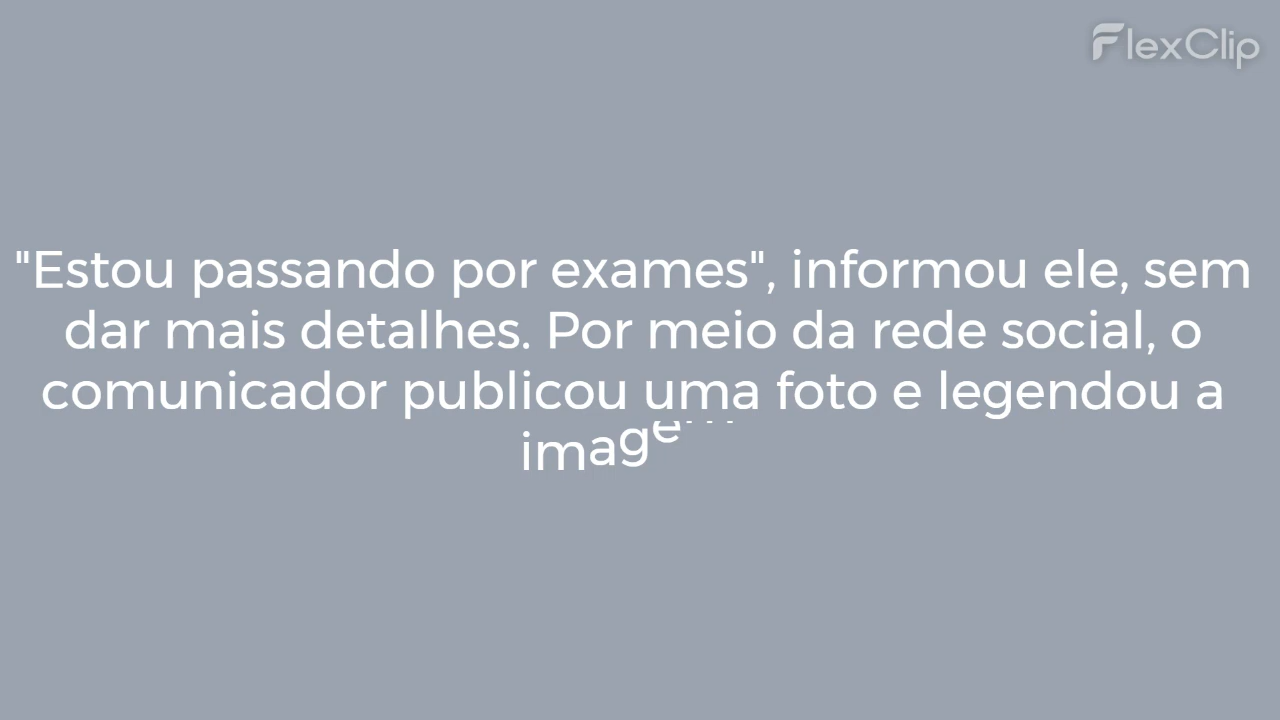 FlexClip
"Estou passando por exames", informou ele, sem
dar mais detalhes. Por meio da rede social, o
comunicador publicou uma foto e legendou a
imagem